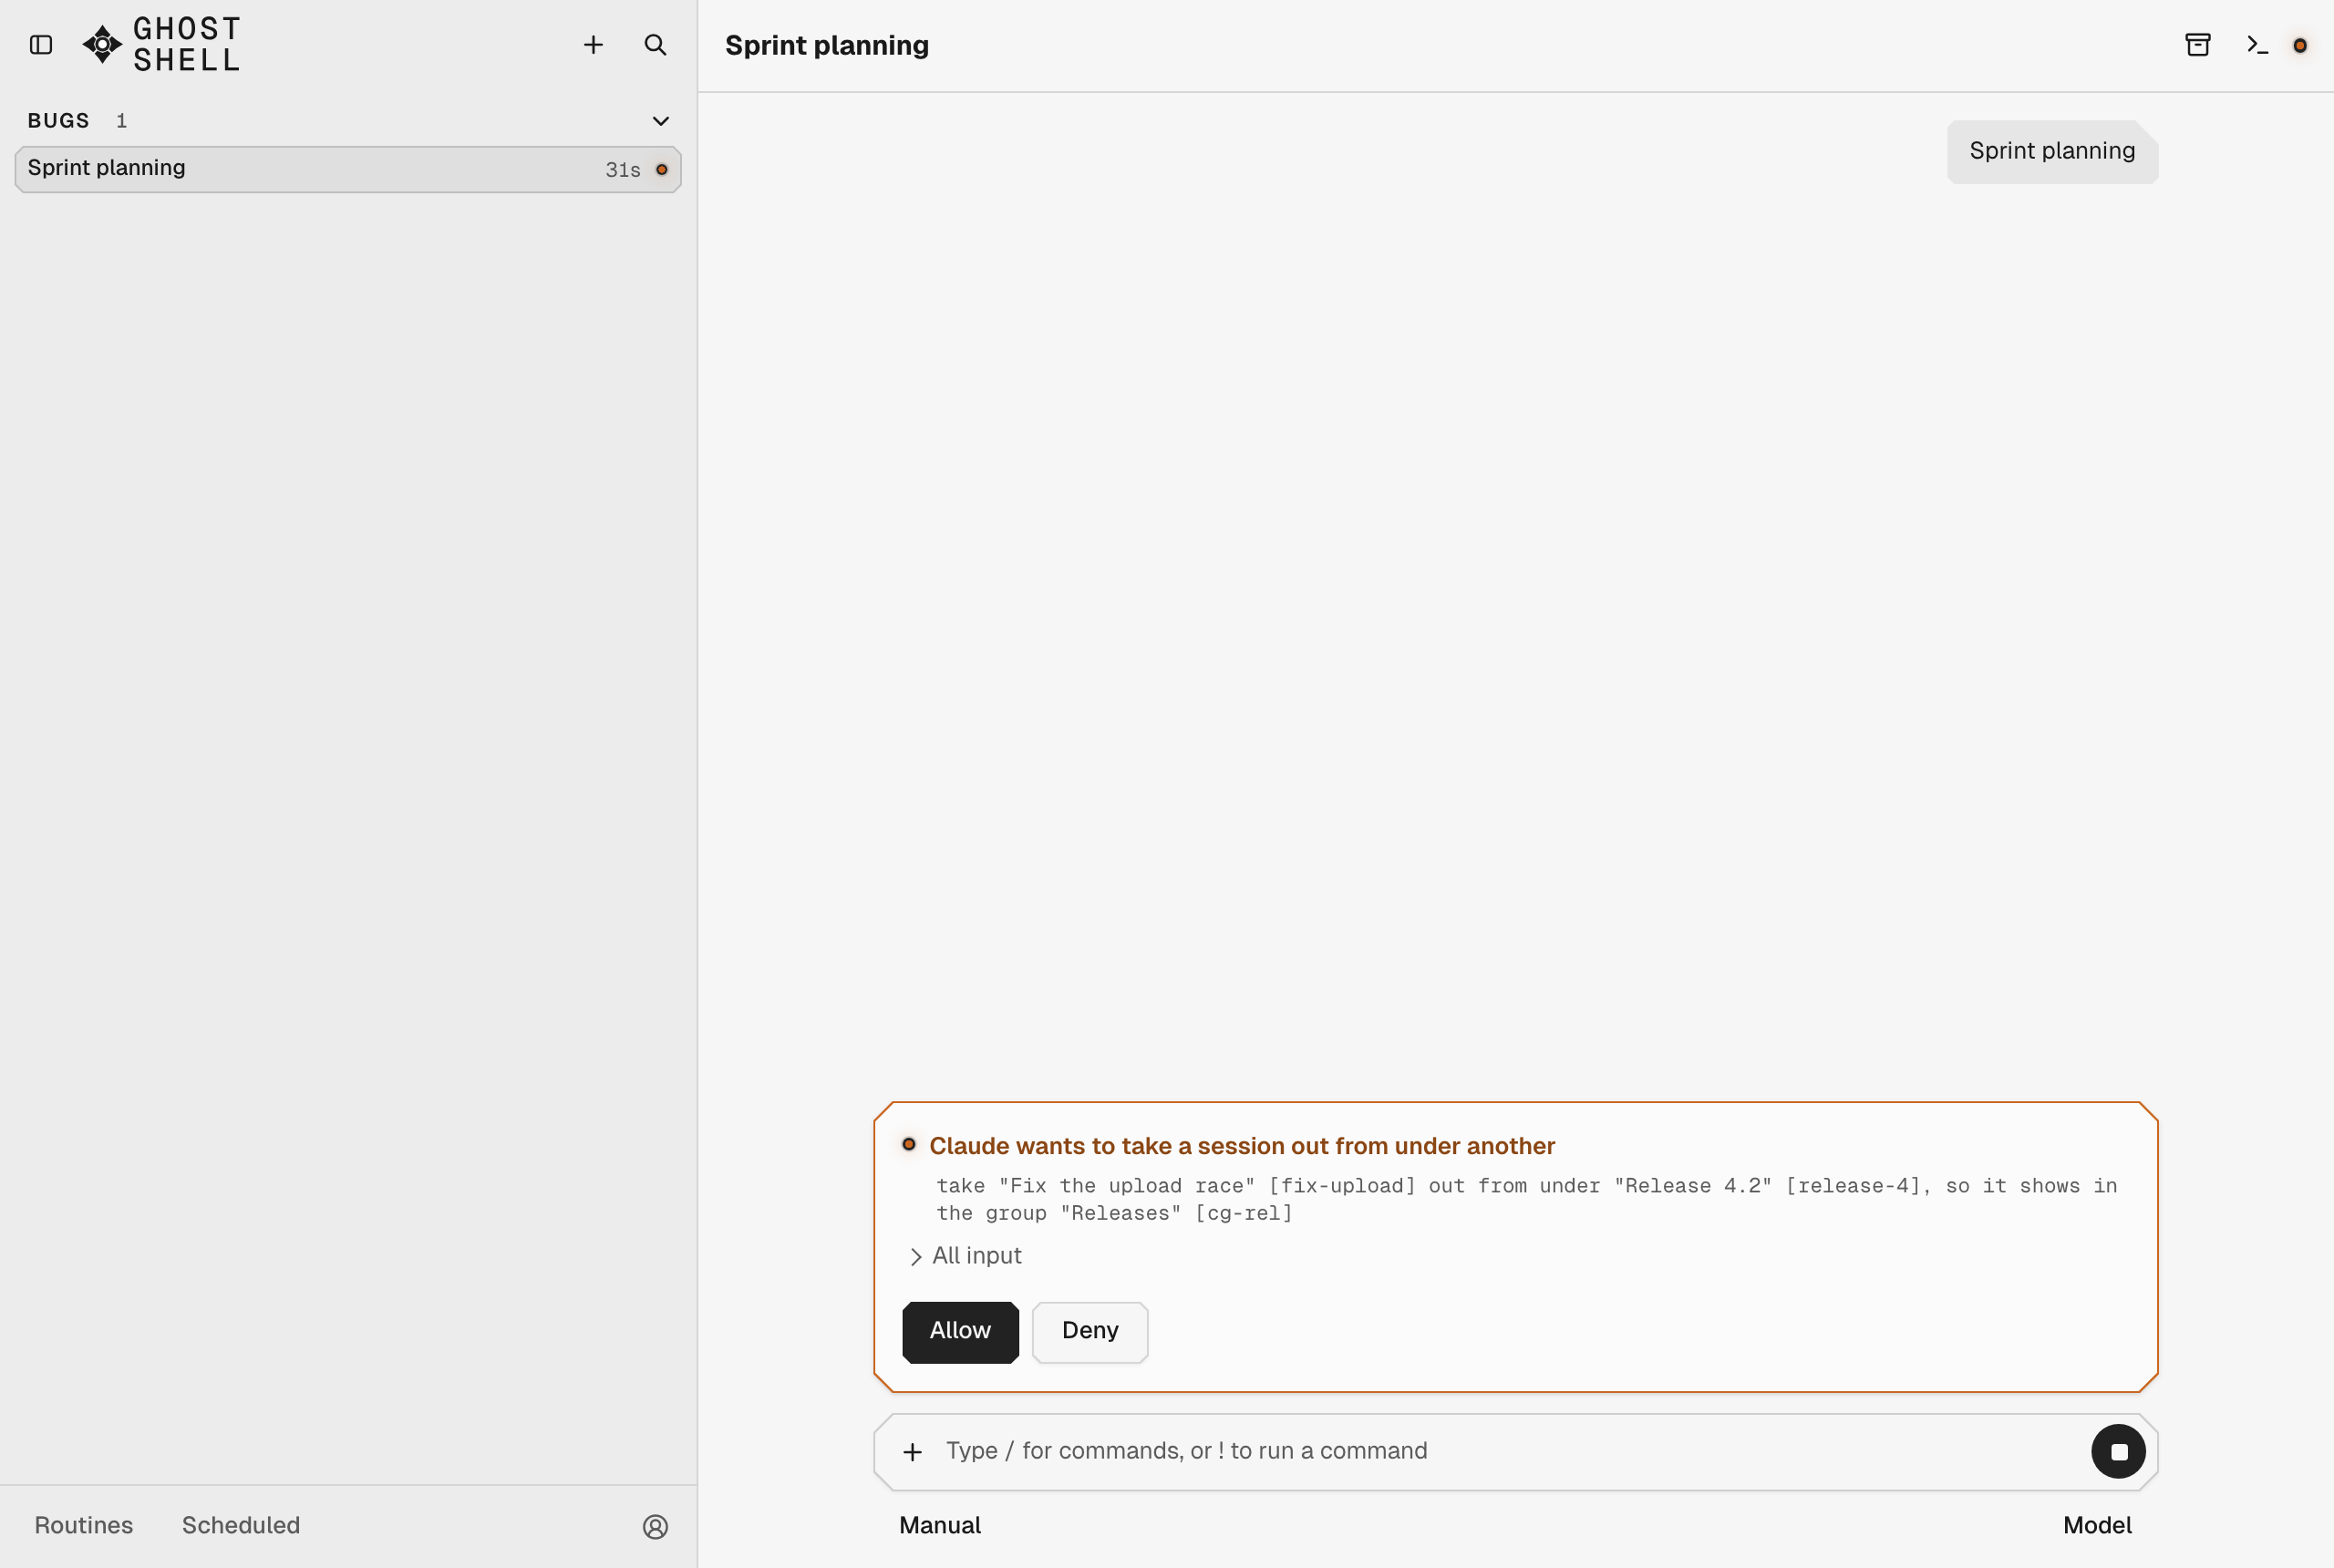 GHOST
SHELL
BUGS 1
Sprint planning 31s
Sprint planning
Sprint planning
Claude wants to take a session out from under another
take "Fix the upload race" [fix-upload] out from under "Release 4.2" [release-4], so it shows in
the group "Releases" [cg-rel]
All input
Allow Deny
Type / for commands, or ! to run a command
Manual Model
Routines Scheduled